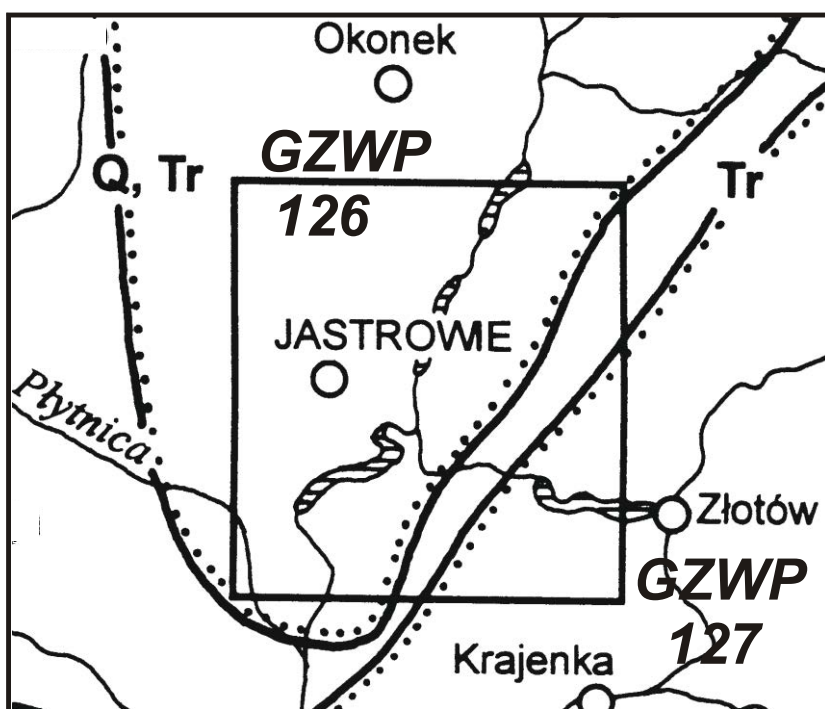 Okonek
GZWP
126
Q, Tr
Tr
JASTROWIE
Płytnica
Złotów
GZWP
127
Krajenka